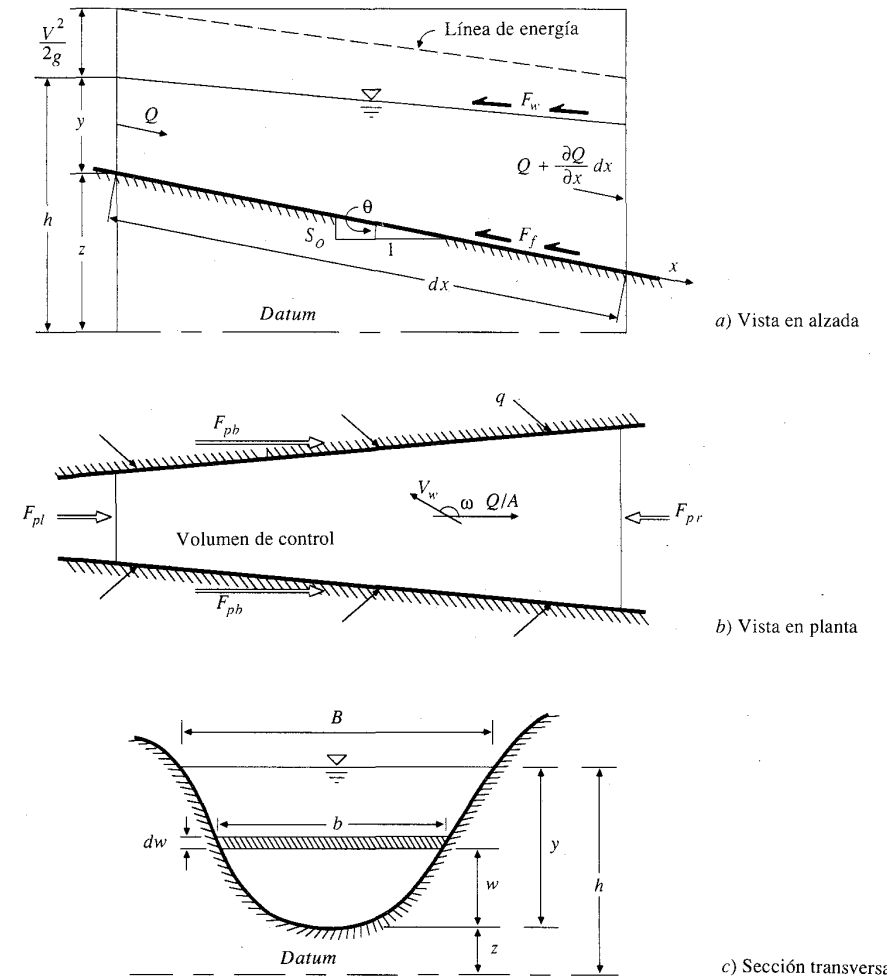 V²/2g
Línea de energía
F_w
Q
y
Q + ∂Q/∂x dx
θ
h
S_o
1
F_f
z
x
dx
Datum
a) Vista en alzada
q
F_pb
V_w ω Q/A
F_pl
F_pr
Volumen de control
F_pb
b) Vista en planta
B
b
dw
y
w
h
z
Datum
c) Sección transversa